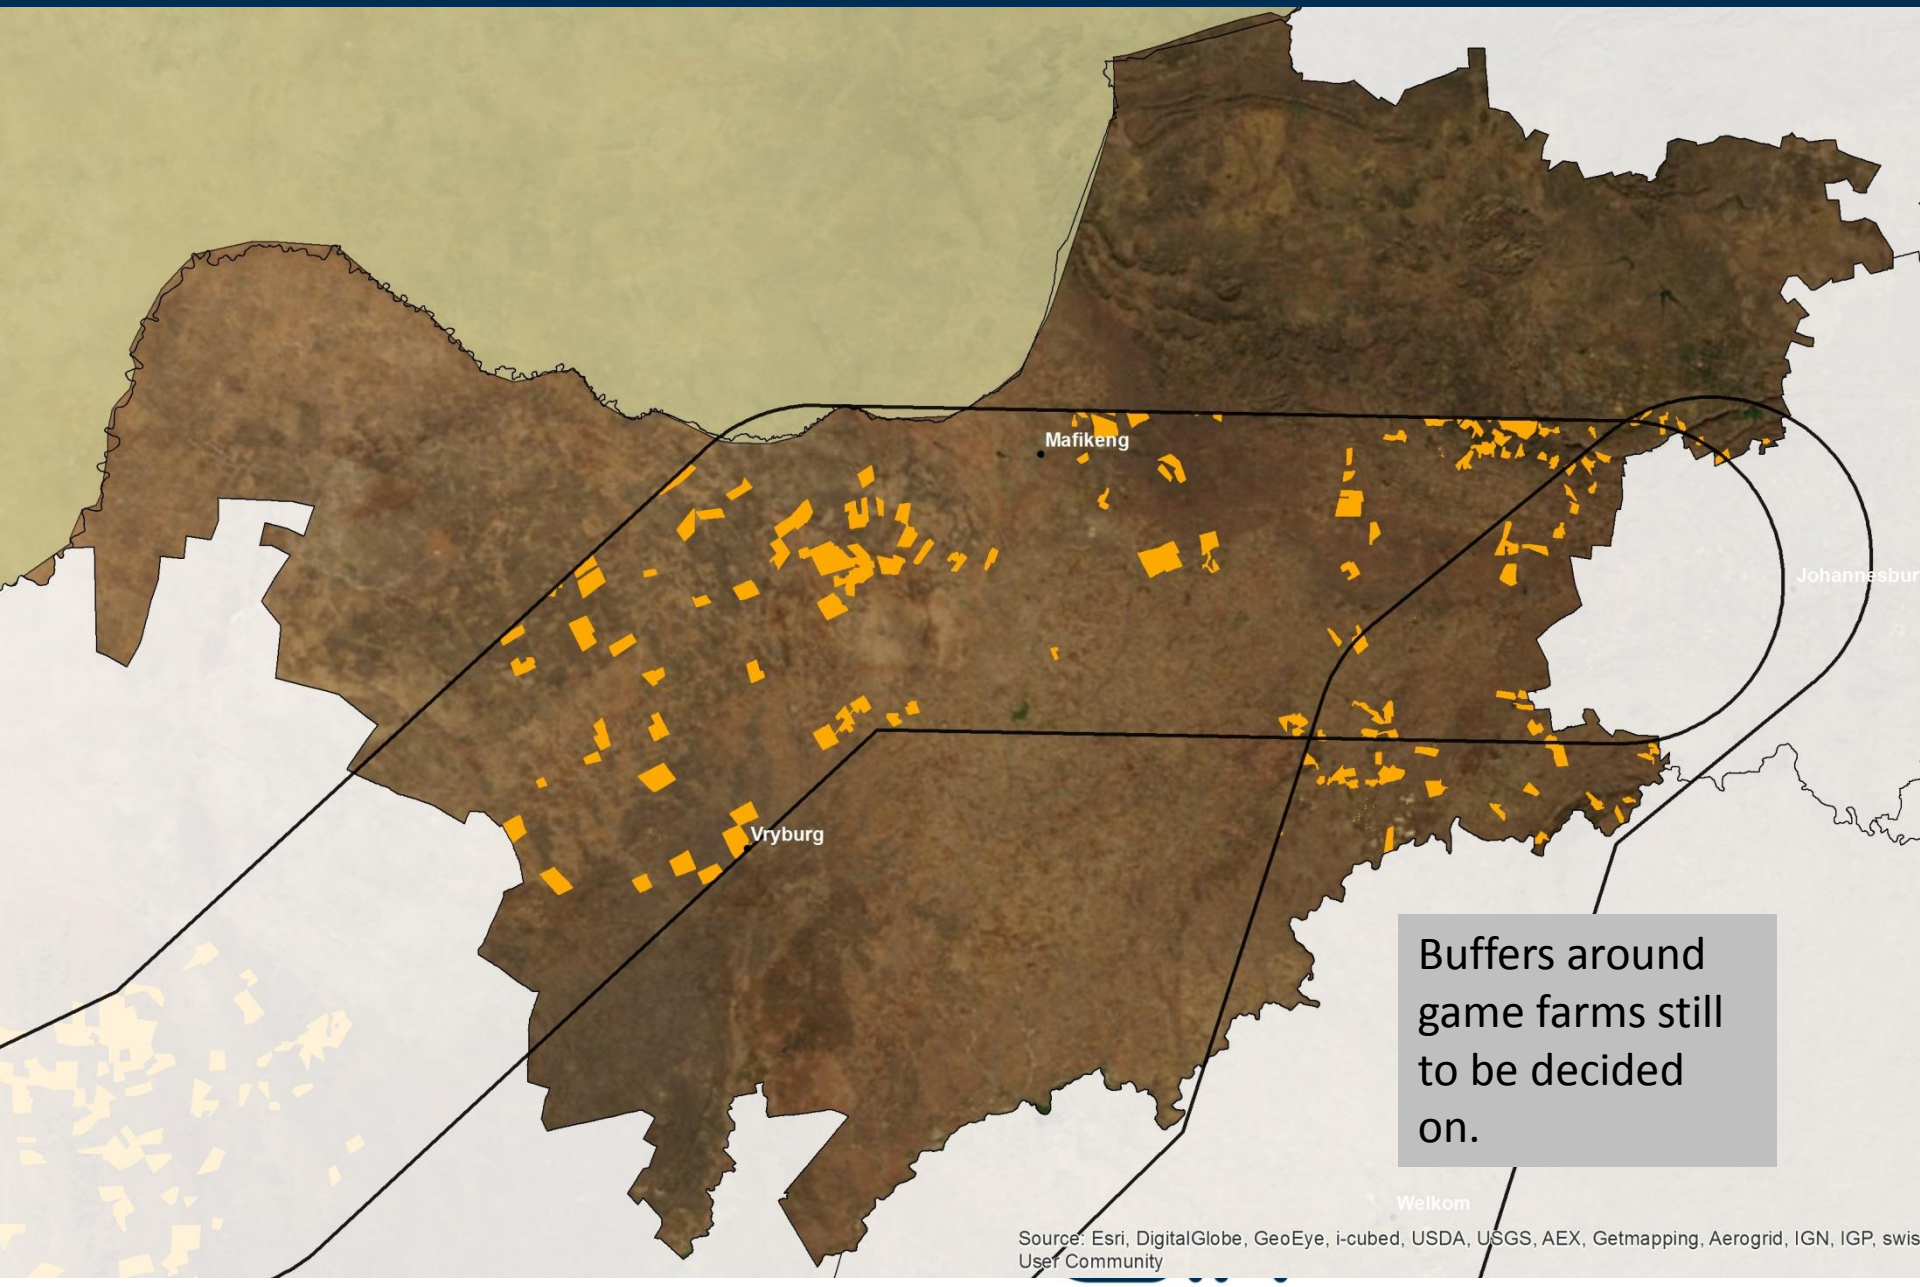 Mafikeng
Johannesbur
Vryburg
Buffers around
game farms still
to be decided
on.
Welkom
Source: Esri, DigitalGlobe, GeoEye, i-cubed, USDA, USGS, AEX, Getmapping, Aerogrid, IGN, IGP, swis
User Community